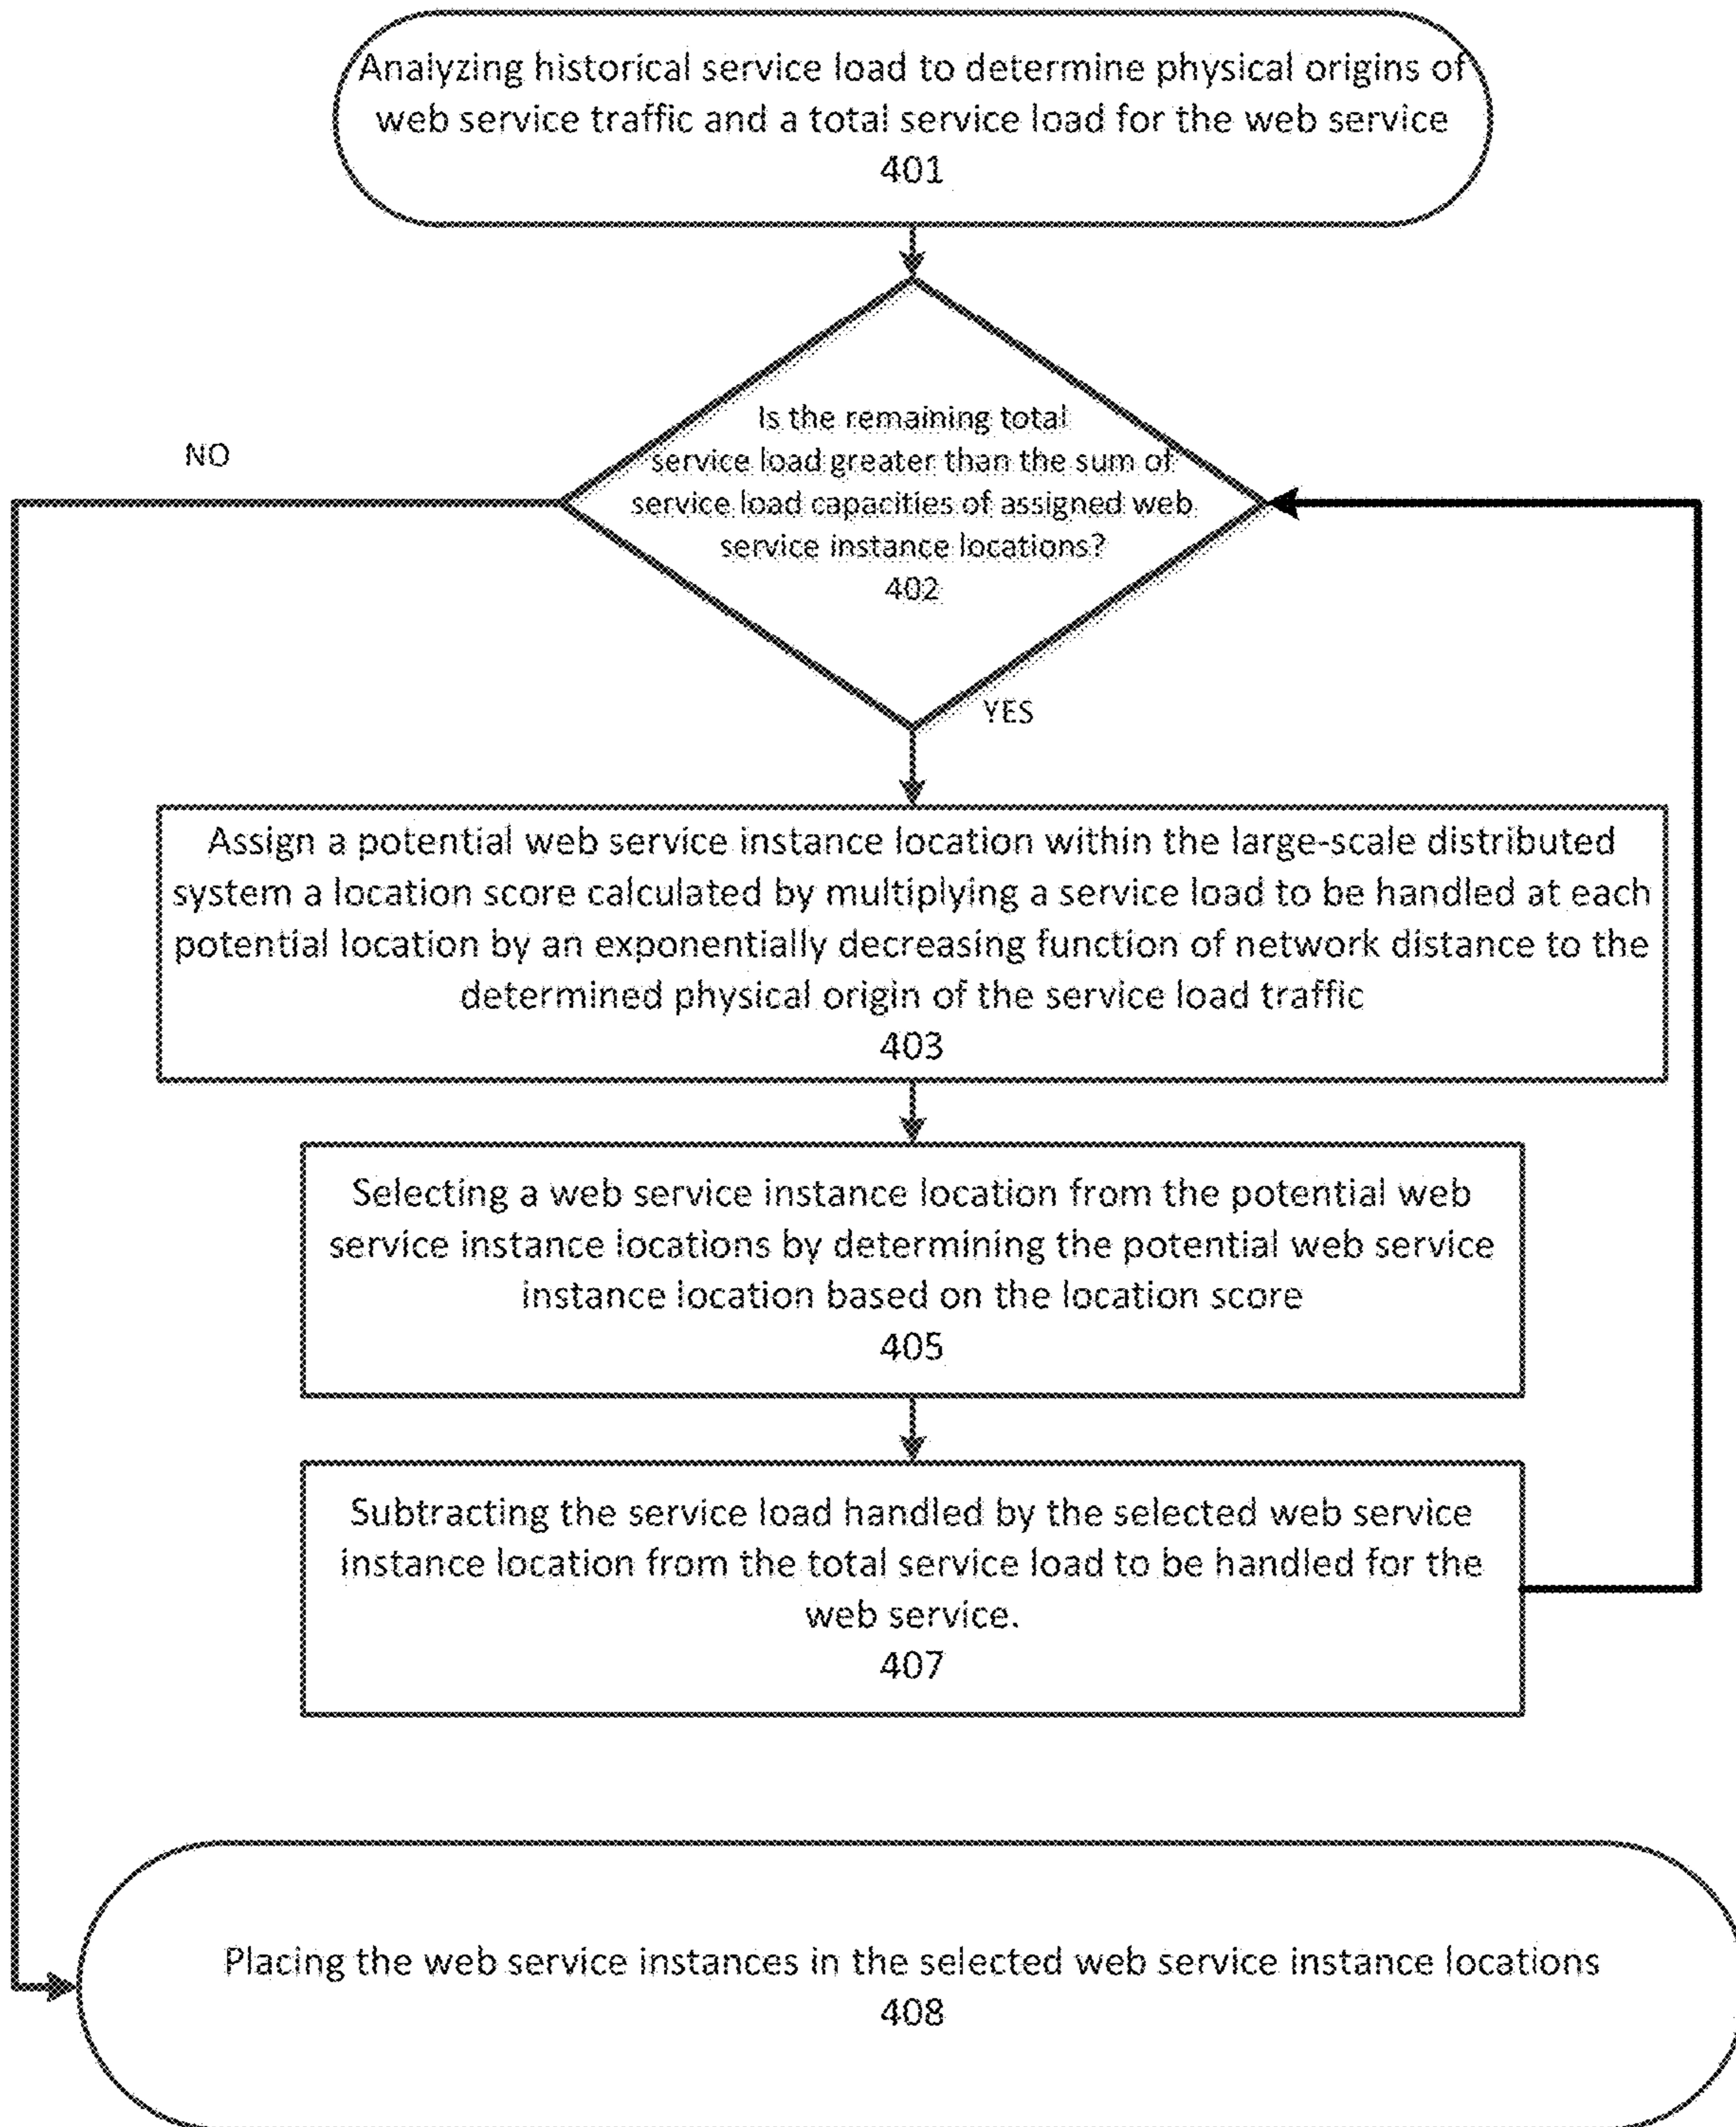 Analyzing historical service load to determine physical origins of
web service traffic and a total service load for the web service
401
Is the remaining total
service load greater than the sum of
service load capacities of assigned web
service instance locations?
402
NO
YES
Assign a potential web service instance location within the large-scale distributed
system a location score calculated by multiplying a service load to be handled at each
potential location by an exponentially decreasing function of network distance to the
determined physical origin of the service load traffic
403
Selecting a web service instance location from the potential web
service instance locations by determining the potential web service
instance location based on the location score
405
Subtracting the service load handled by the selected web service
instance location from the total service load to be handled for the
web service.
407
Placing the web service instances in the selected web service instance locations
408